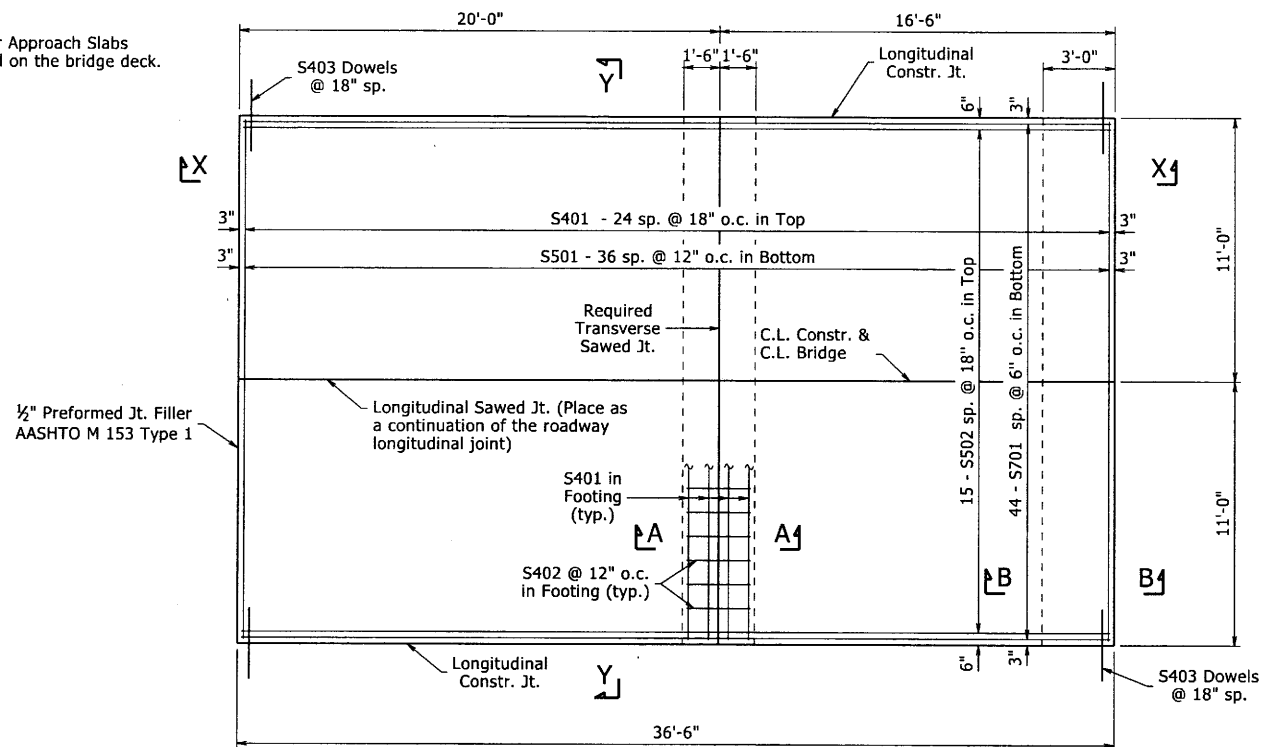 20'-0"
16'-6"
r Approach Slabs
l on the bridge deck.
S403 Dowels
@ 18" sp.
Y
1'-6"
1'-6"
Longitudinal
Constr. Jt.
3'-0"
6"
3"
X
X
3"
S401 - 24 sp. @ 18" o.c. in Top
3"
3"
S501 - 36 sp. @ 12" o.c. in Bottom
3"
11'-0"
15 - S502 sp. @ 18" o.c. in Top
44 - S701 sp. @ 6" o.c. in Bottom
Required
Transverse
Sawed Jt.
C.L. Constr. &
C.L. Bridge
½" Preformed Jt. Filler
AASHTO M 153 Type 1
Longitudinal Sawed Jt. (Place as
a continuation of the roadway
longitudinal joint)
S401 in
Footing
(typ.)
A
A
11'-0"
S402 @ 12" o.c.
in Footing (typ.)
B
B
Longitudinal
Constr. Jt.
Y
6"
3"
S403 Dowels
@ 18" sp.
36'-6"